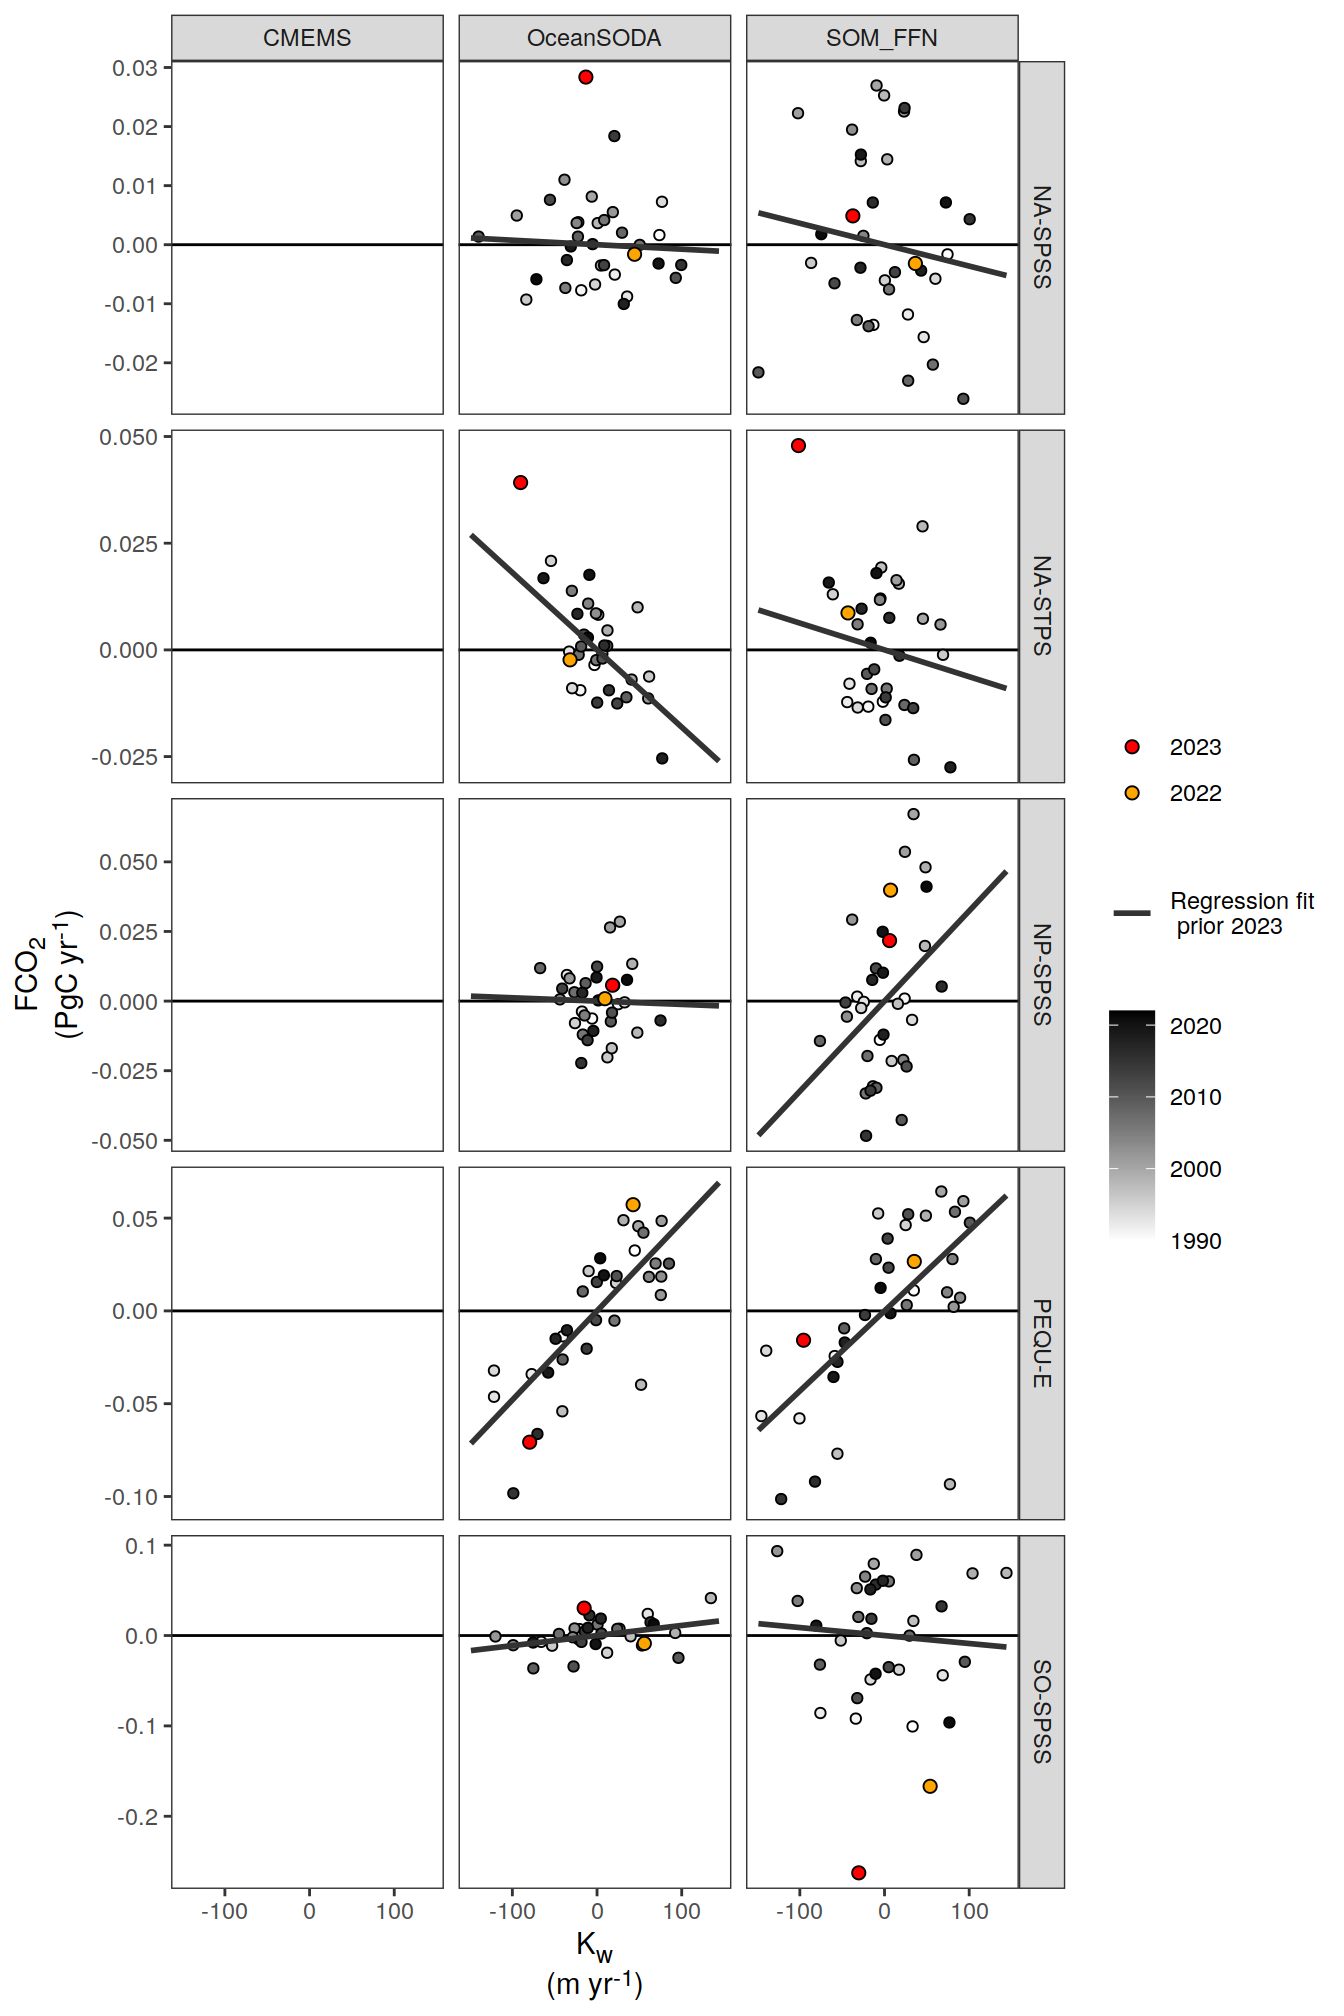 CMEMS OceanSODA SOM_FFN
0.03
0.02
0.01
0.00
-0.01
-0.02
NA-SPSS
0.050
0.025
0.000
-0.025
NA-STPS
0.050
0.025
0.000
-0.025
-0.050
NP-SPSS
0.05
0.00
-0.05
-0.10
PEQU-E
0.1
0.0
-0.1
-0.2
SO-SPSS
FCO2
(PgC yr-1)
-100 0 100 -100 0 100 -100 0 100
Kw
(m yr-1)
2023
2022
Regression fit
prior 2023
2020
2010
2000
1990